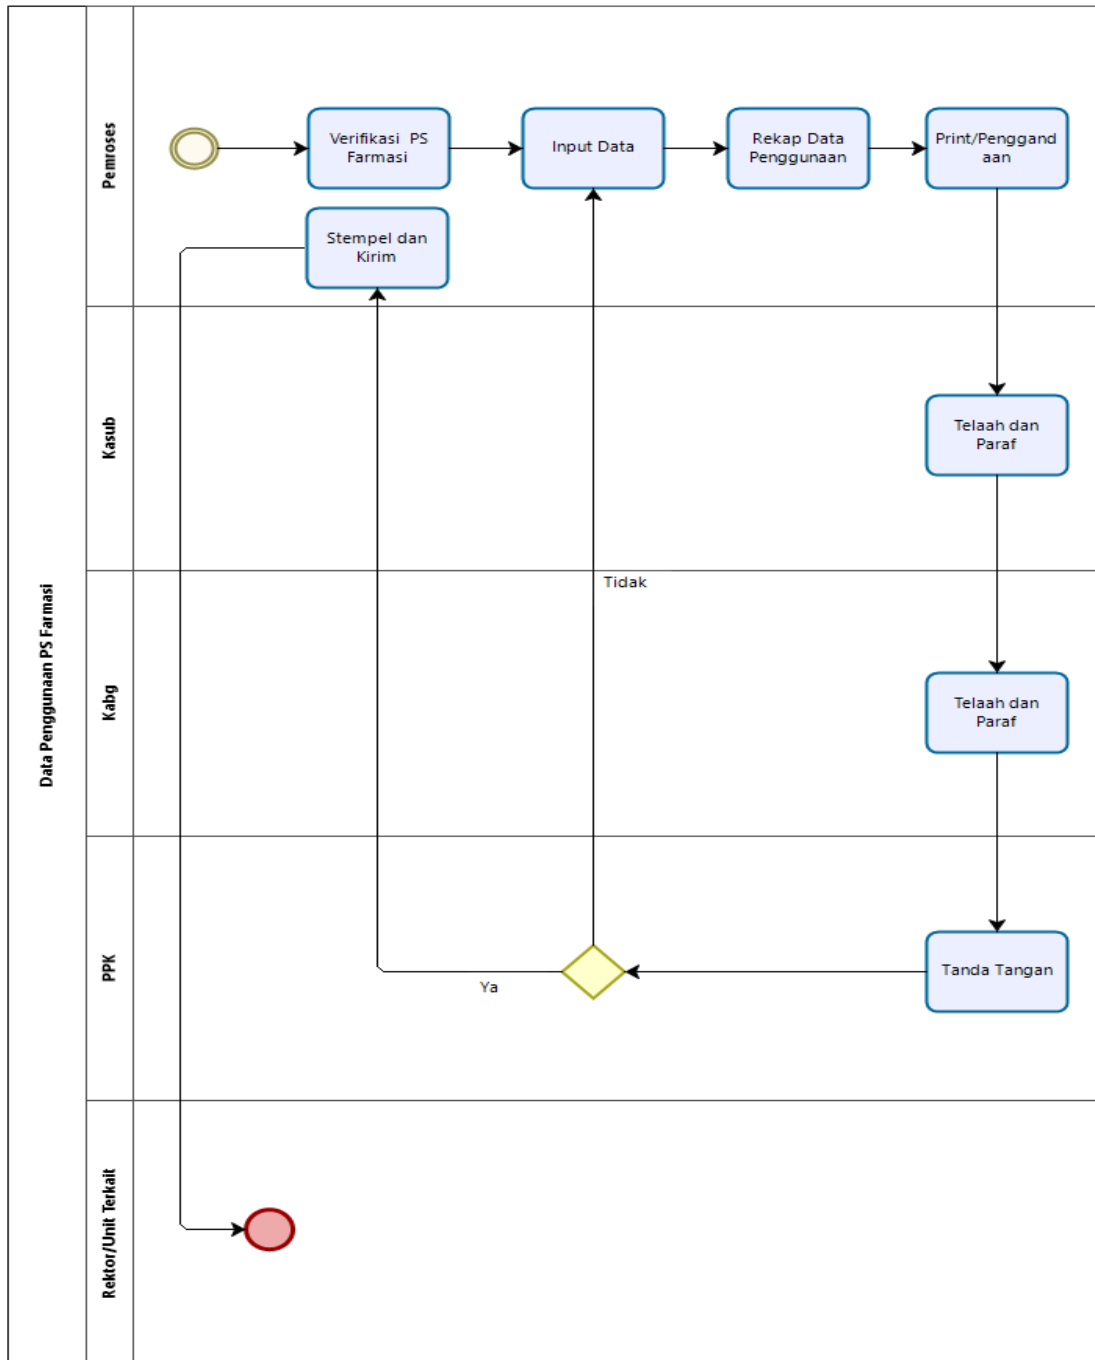 Data Penggunaan PS Farmasi
Pemroses
Verifikasi PS
Farmasi
Input Data
Rekap Data
Penggunaan
Print/Penggand
aan
Stempel dan
Kirim
Kasub
Telaah dan
Paraf
Kabg
Tidak
Telaah dan
Paraf
PPK
Tanda Tangan
Ya
Rektor/Unit Terkait